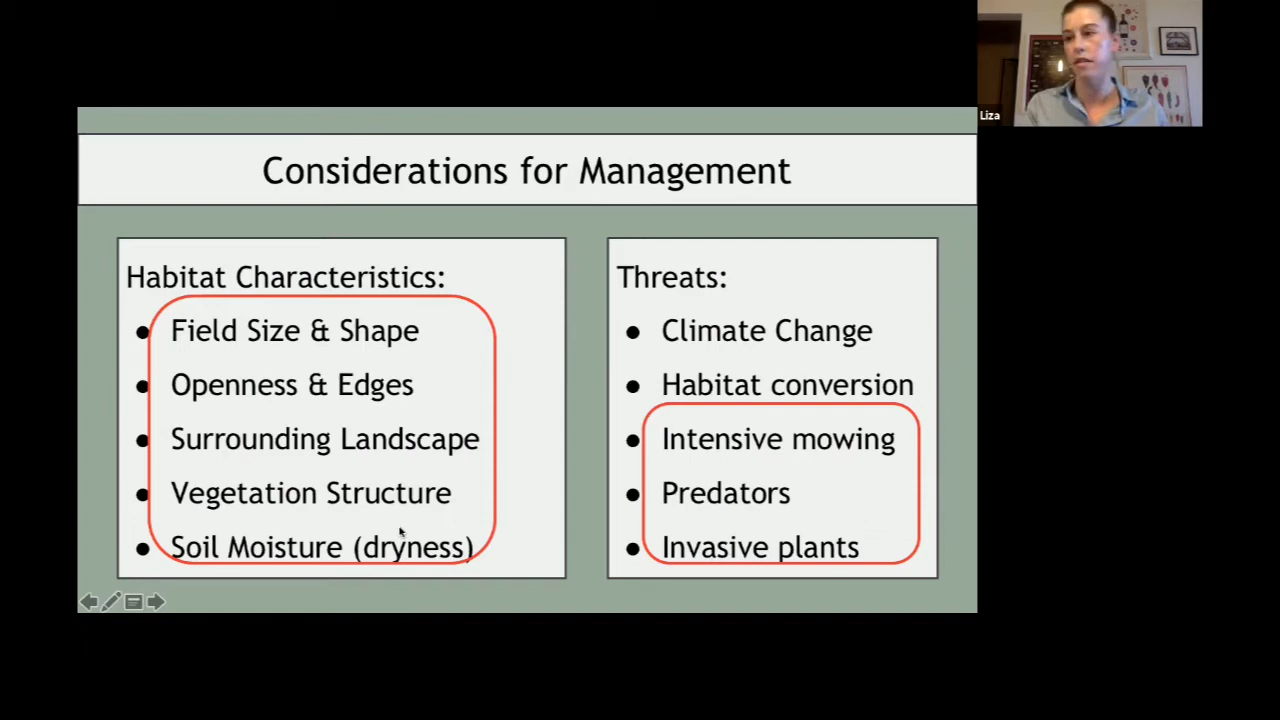 Liza
Considerations for Management
Habitat Characteristics:
● Field Size & Shape
● Openness & Edges
● Surrounding Landscape
● Vegetation Structure
● Soil Moisture (dryness)
Threats:
● Climate Change
● Habitat conversion
● Intensive mowing
● Predators
● Invasive plants